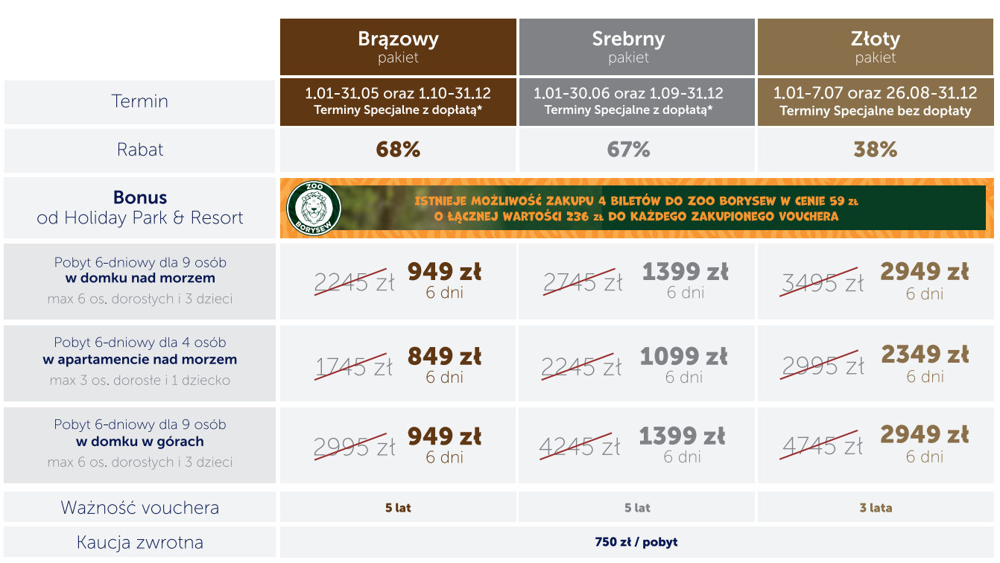 Brązowy
pakiet
Srebrny
pakiet
Złoty
pakiet
Termin
1.01-31.05 oraz 1.10-31.12
Terminy Specjalne z dopłatą*
1.01-30.06 oraz 1.09-31.12
Terminy Specjalne z dopłatą*
1.01-7.07 oraz 26.08-31.12
Terminy Specjalne bez dopłaty
Rabat
68%
67%
38%
Bonus
od Holiday Park & Resort
ZOO
BORYSEW
ISTNIEJE MOŻLIWOŚĆ ZAKUPU 4 BILETÓW DO ZOO BORYSEW W CENIE 59 ZŁ
O ŁĄCZNEJ WARTOŚCI 236 ZŁ DO KAŻDEGO ZAKUPIONEGO VOUCHERA
Pobyt 6-dniowy dla 9 osób
w domku nad morzem
max 6 os. dorosłych i 3 dzieci
2245 zł
949 zł
6 dni
2745 zł
1399 zł
6 dni
3495 zł
2949 zł
6 dni
Pobyt 6-dniowy dla 4 osób
w apartamencie nad morzem
max 3 os. dorosłe i 1 dziecko
1745 zł
849 zł
6 dni
2245 zł
1099 zł
6 dni
2995 zł
2349 zł
6 dni
Pobyt 6-dniowy dla 9 osób
w domku w górach
max 6 os. dorosłych i 3 dzieci
2995 zł
949 zł
6 dni
4245 zł
1399 zł
6 dni
4745 zł
2949 zł
6 dni
Ważność vouchera
5 lat
5 lat
3 lata
Kaucja zwrotna
750 zł / pobyt